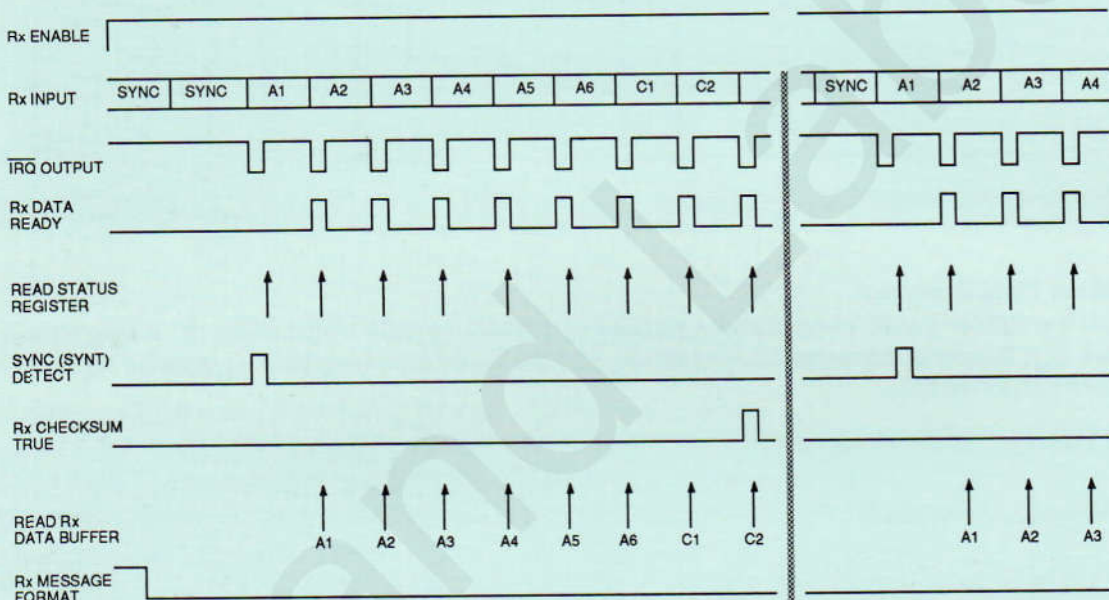 Rx ENABLE
Rx INPUT SYNC SYNC A1 A2 A3 A4 A5 A6 C1 C2 SYNC A1 A2 A3 A4
IRQ OUTPUT
Rx DATA
READY
READ STATUS
REGISTER
SYNC (SYNT)
DETECT
Rx CHECKSUM
TRUE
READ Rx
DATA BUFFER
A1 A2 A3 A4 A5 A6 C1 C2 A1 A2 A3
Rx MESSAGE
FORMAT
and Lab